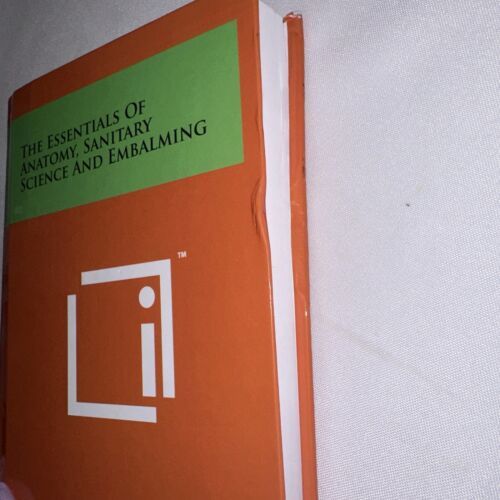 The Essentials Of
Anatomy, Sanitary
Science And Embalming
i
TM